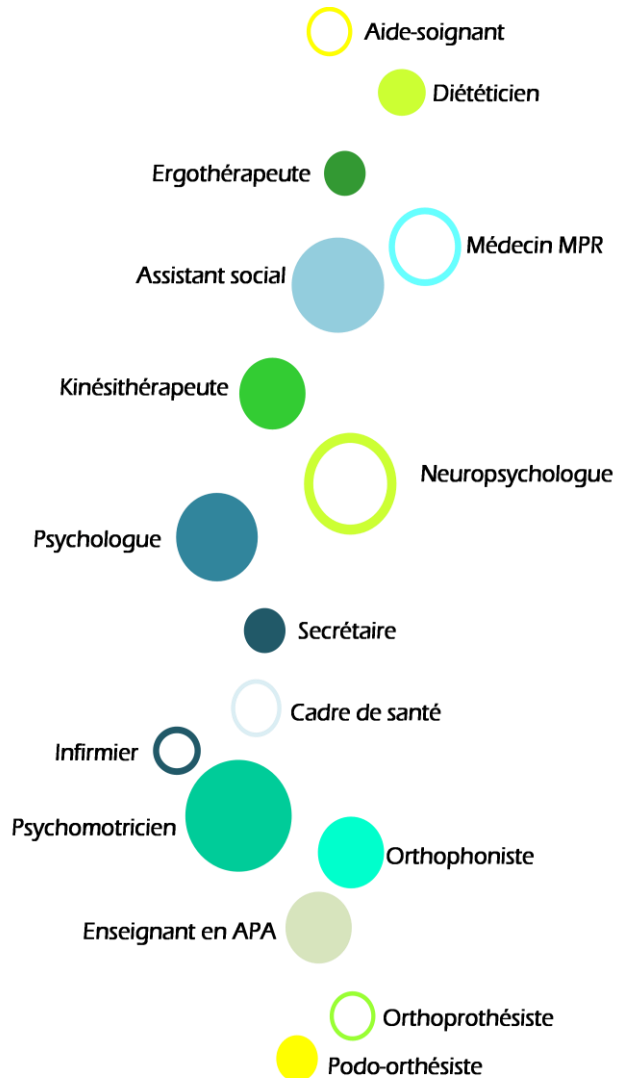 Aide-soignant
Diététicien
Ergothérapeute
Médecin MPR
Assistant social
Kinésithérapeute
Neuropsychologue
Psychologue
Secrétaire
Cadre de santé
Infirmier
Psychomotricien
Orthophoniste
Enseignant en APA
Orthoprothésiste
Podo-orthésiste